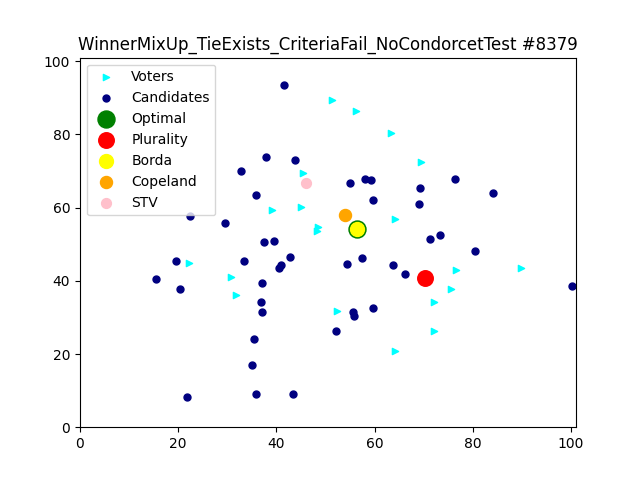 WinnerMixUp_TieExists_CriteriaFail_NoCondorcetTest #8379
Voters
Candidates
Optimal
Plurality
Borda
Copeland
STV
100
80
60
40
20
0
0 20 40 60 80 100